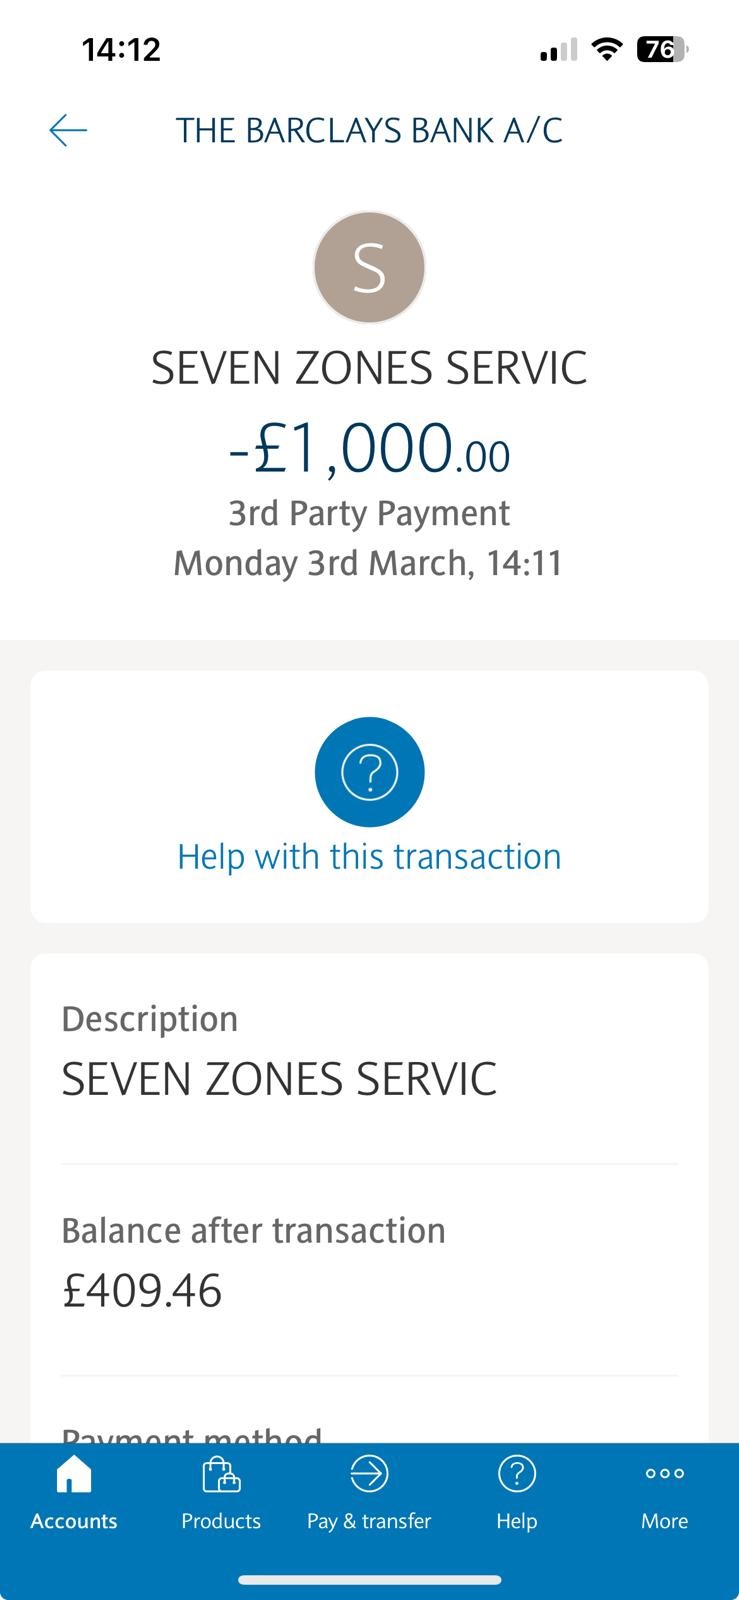 14:12
76
THE BARCLAYS BANK A/C
S
SEVEN ZONES SERVIC
-£1,000.00
3rd Party Payment
Monday 3rd March, 14:11
?
Help with this transaction
Description
SEVEN ZONES SERVIC
Balance after transaction
£409.46
Payment method
?
Accounts Products Pay & transfer Help More